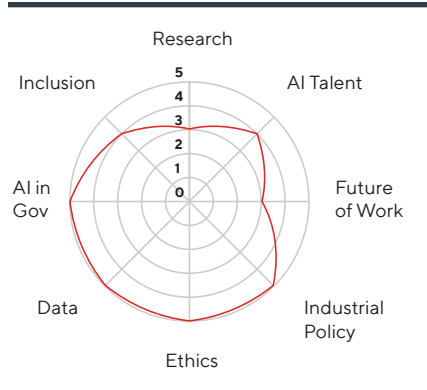 Research
Inclusion
AI Talent
5
4
3
2
1
0
AI in
Gov
Future
of Work
Data
Industrial
Policy
Ethics